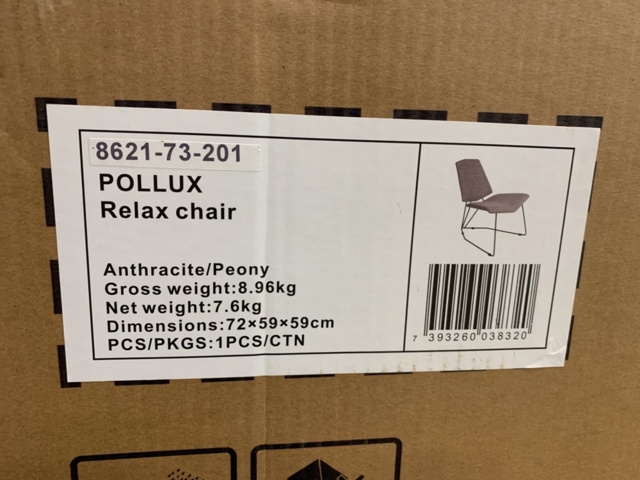 8621-73-201
POLLUX
Relax chair
Anthracite/Peony
Gross weight:8.96kg
Net weight:7.6kg
Dimensions:72×59×59cm
PCS/PKGS:1PCS/CTN
7 393260 038320